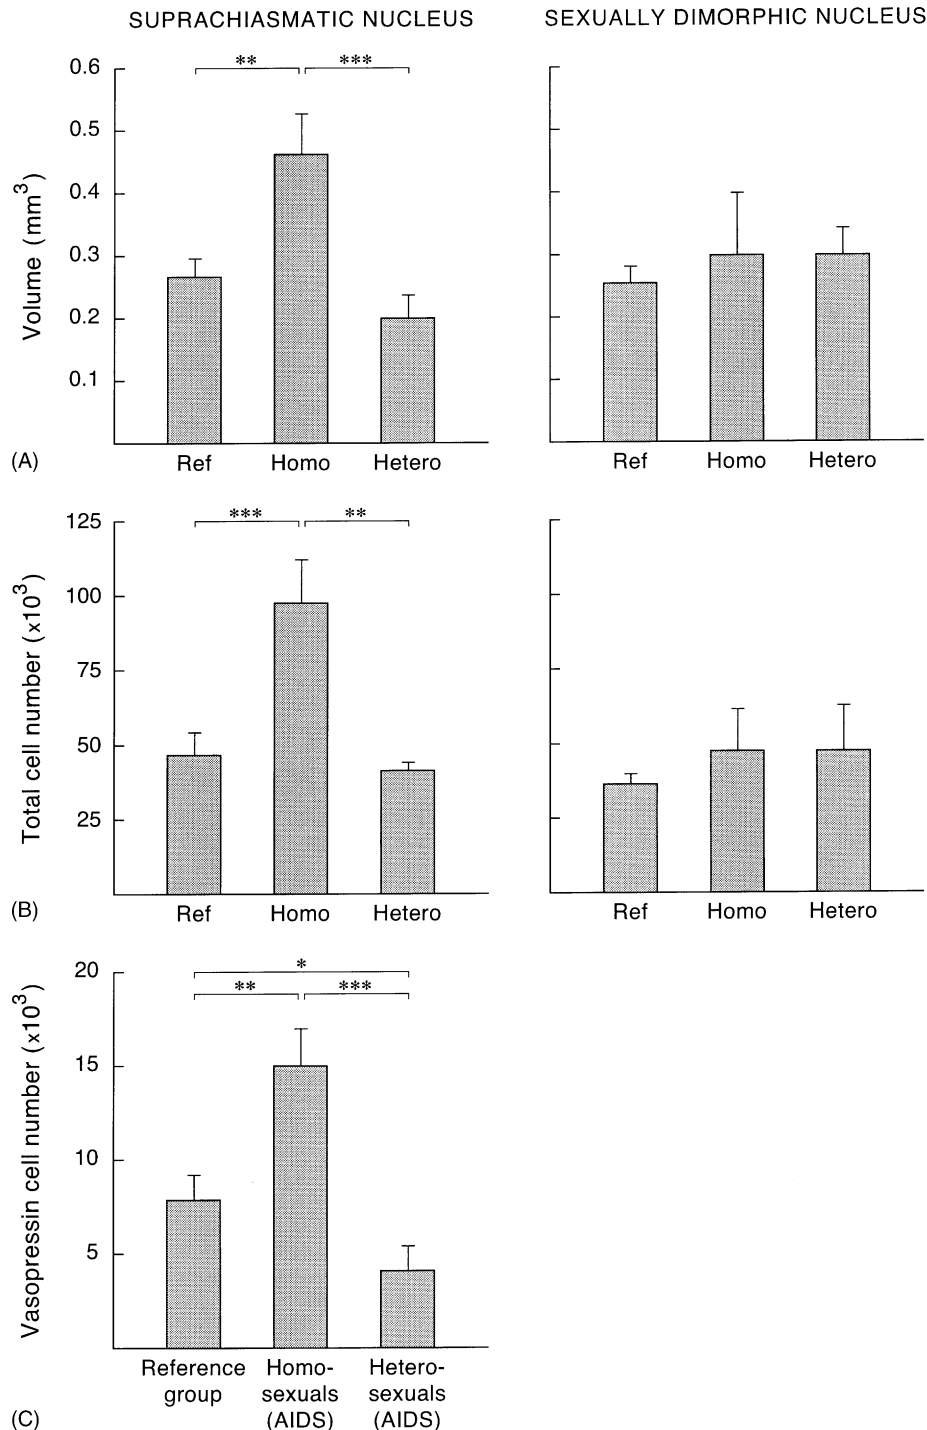 SUPRACHIASMATIC NUCLEUS
SEXUALLY DIMORPHIC NUCLEUS
Volume (mm³)
0.6
0.5
0.4
0.3
0.2
0.1
** ***
(A)
Ref Homo Hetero
Ref Homo Hetero
Total cell number (x10³)
125
100
75
50
25
*** **
(B)
Ref Homo Hetero
Ref Homo Hetero
Vasopressin cell number (x10³)
20
15
10
5
*
** ***
Reference group
Homo-sexuals (AIDS)
Hetero-sexuals (AIDS)
(C)